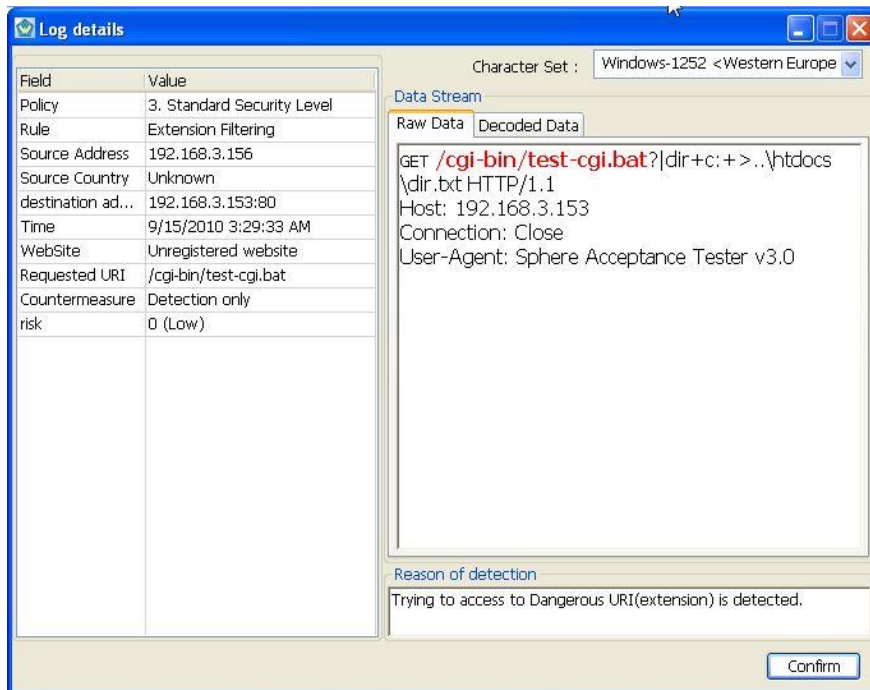 Log details
Field Value
Policy 3. Standard Security Level
Rule Extension Filtering
Source Address 192.168.3.156
Source Country Unknown
destination ad... 192.168.3.153:80
Time 9/15/2010 3:29:33 AM
WebSite Unregistered website
Requested URI /cgi-bin/test-cgi.bat
Countermeasure Detection only
risk 0 (Low)
Character Set : Windows-1252 <Western Europe
Data Stream
Raw Data Decoded Data
GET /cgi-bin/test-cgi.bat?|dir+c:+>..\htdocs
\dir.txt HTTP/1.1
Host: 192.168.3.153
Connection: Close
User-Agent: Sphere Acceptance Tester v3.0
Reason of detection
Trying to access to Dangerous URI(extension) is detected.
Confirm